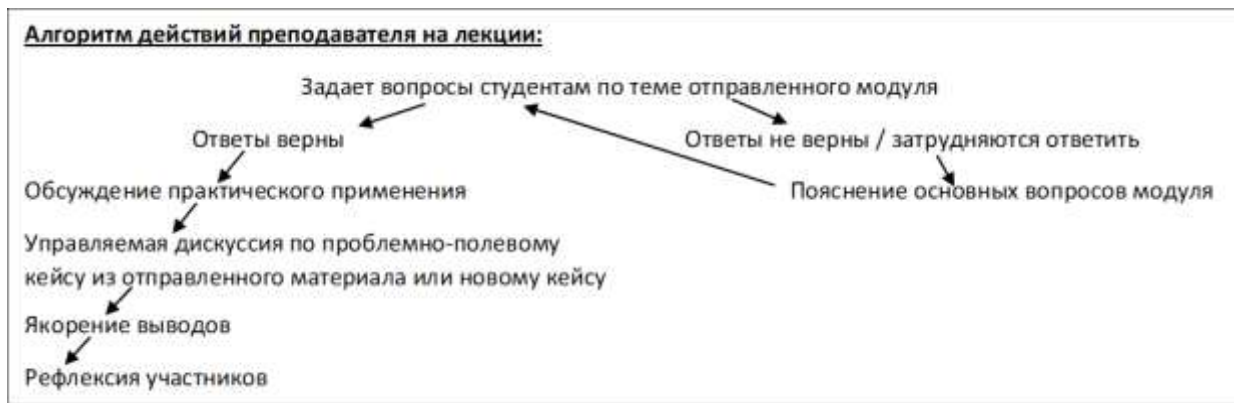 Алгоритм действий преподавателя на лекции:
Задает вопросы студентам по теме отправленного модуля
Ответы верны
Ответы не верны / затрудняются ответить
Обсуждение практического применения
Пояснение основных вопросов модуля
Управляемая дискуссия по проблемно-полевому
кейсу из отправленного материала или новому кейсу
Якорение выводов
Рефлексия участников